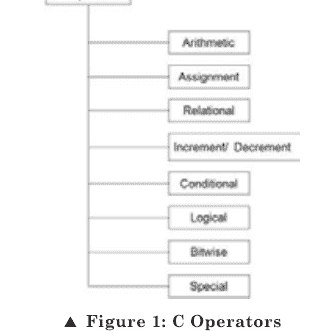 Arithmetic
Assignment
Relational
Increment/ Decrement
Conditional
Logical
Bitwise
Special
▲ Figure 1: C Operators